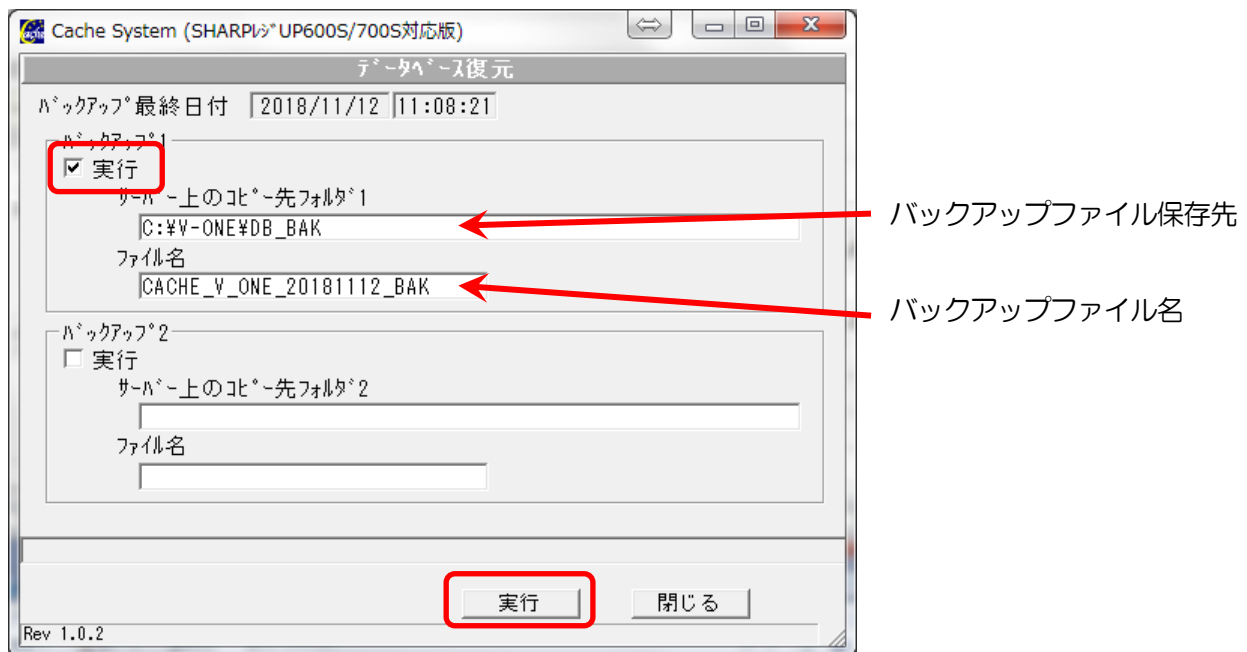 Cache System (SHARPﾚｼﾞUP600S/700S対応版)
ﾃﾞｰﾀﾍﾞｰｽ復元
ﾊﾞｯｸｱｯﾌﾟ最終日付 2018/11/12 11:08:21
ﾊﾞｯｸｱｯﾌﾟ1
実行
ｻｰﾊﾞｰ上のｺﾋﾟｰ先ﾌｫﾙﾀﾞ1
C:¥V-ONE¥DB_BAK
バックアップファイル保存先
ﾌｧｲﾙ名
CACHE_V_ONE_20181112_BAK
バックアップファイル名
ﾊﾞｯｸｱｯﾌﾟ2
実行
ｻｰﾊﾞｰ上のｺﾋﾟｰ先ﾌｫﾙﾀﾞ2
ﾌｧｲﾙ名
実行 閉じる
Rev 1.0.2